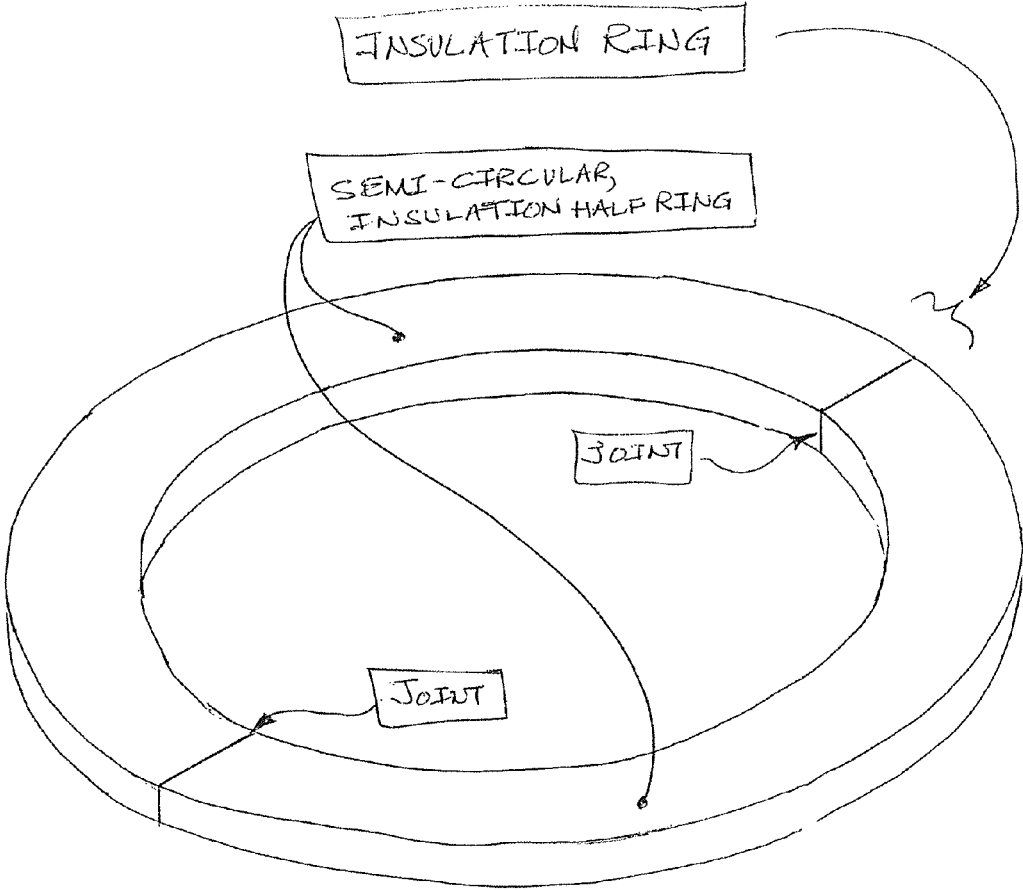 INSULATION RING
SEMI-CIRCULAR,
INSULATION HALF RING
JOINT
JOINT